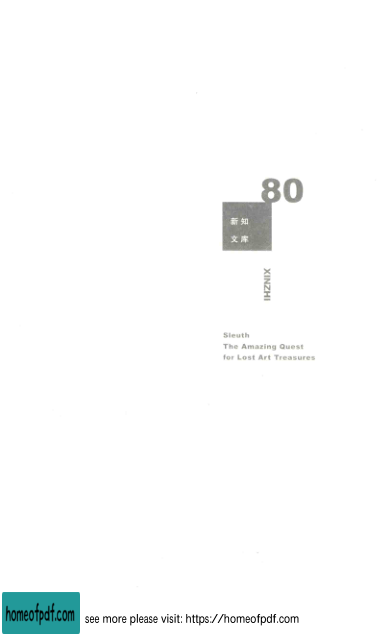 80
新知
文库
XINZHI
Sleuth
The Amazing Quest
for Lost Art Treasures
homeofpdf.com
see more please visit: https://homeofpdf.com